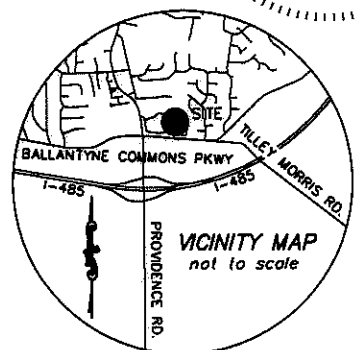 SITE
BALLANTYNE COMMONS PKWY
TILLEY MORRIS RD.
I-485
I-485
PROVIDENCE RD.
VICINITY MAP
not to scale